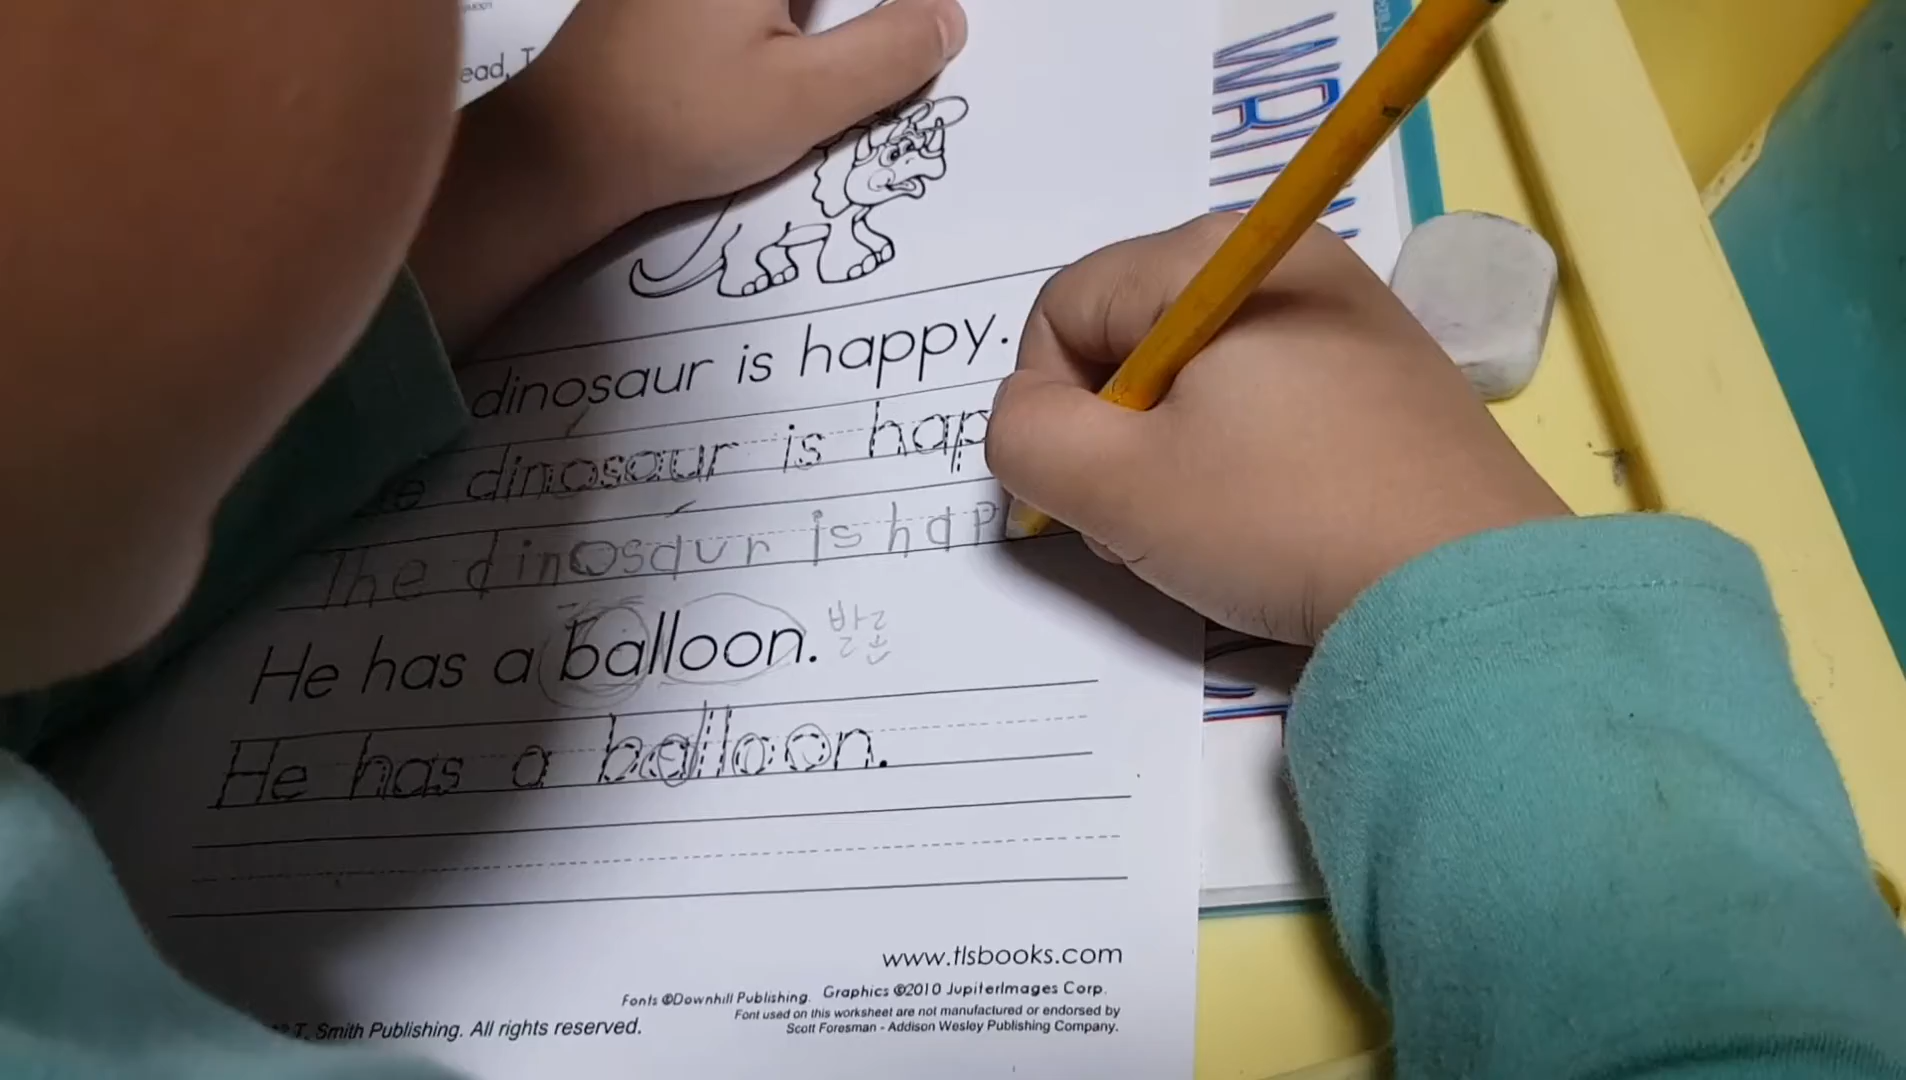 ead, I
dinosaur is happy.
dinosaur is hap
The dinosaur is hap
He has a balloon.
He has a balloon.
www.tlsbooks.com
Fonts ©Downhill Publishing. Graphics ©2010 JupiterImages Corp.
Font used on this worksheet are not manufactured or endorsed by
T. Smith Publishing. All rights reserved. Scott Foresman - Addison Wesley Publishing Company.